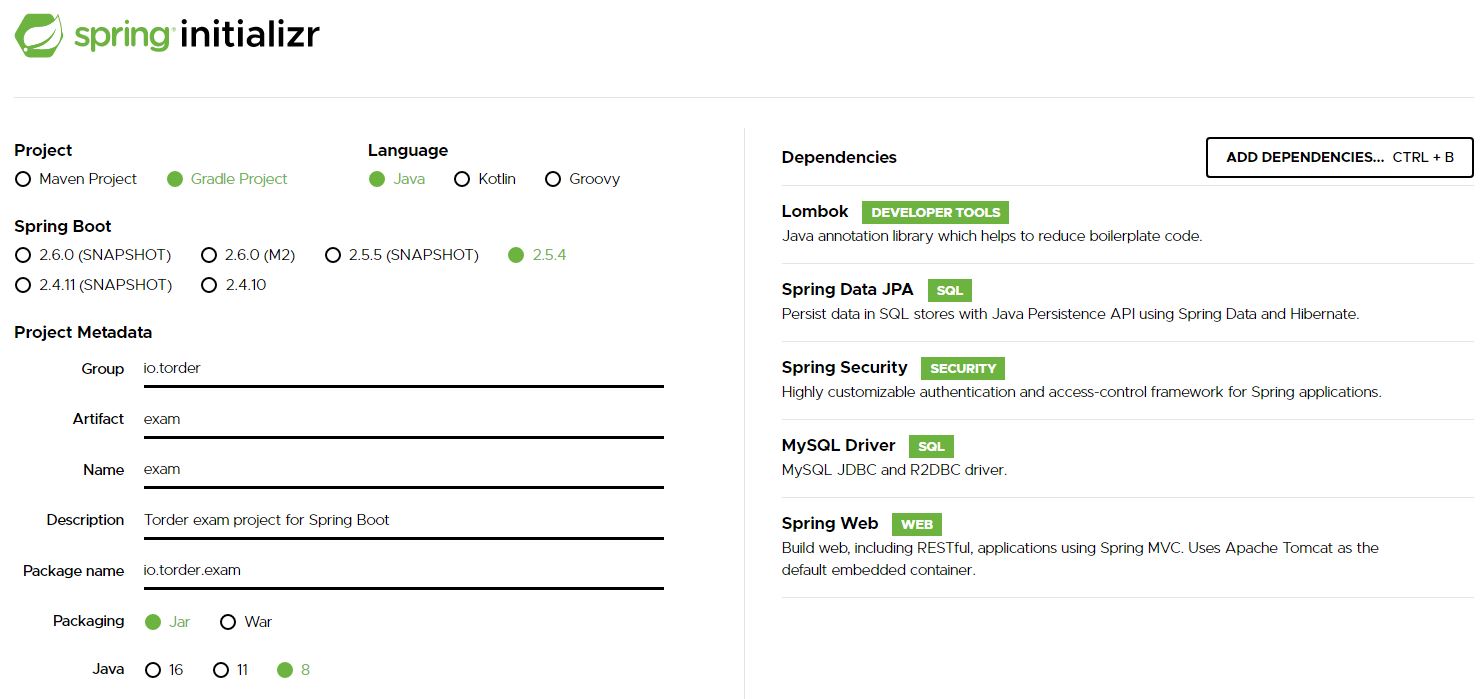 spring initializr
Project
Maven Project Gradle Project
Language
Java Kotlin Groovy
Spring Boot
2.6.0 (SNAPSHOT) 2.6.0 (M2) 2.5.5 (SNAPSHOT) 2.5.4
2.4.11 (SNAPSHOT) 2.4.10
Project Metadata
Group io.torder
Artifact exam
Name exam
Description Torder exam project for Spring Boot
Package name io.torder.exam
Packaging Jar War
Java 16 11 8
Dependencies
ADD DEPENDENCIES... CTRL + B
Lombok DEVELOPER TOOLS
Java annotation library which helps to reduce boilerplate code.
Spring Data JPA SQL
Persist data in SQL stores with Java Persistence API using Spring Data and Hibernate.
Spring Security SECURITY
Highly customizable authentication and access-control framework for Spring applications.
MySQL Driver SQL
MySQL JDBC and R2DBC driver.
Spring Web WEB
Build web, including RESTful, applications using Spring MVC. Uses Apache Tomcat as the
default embedded container.